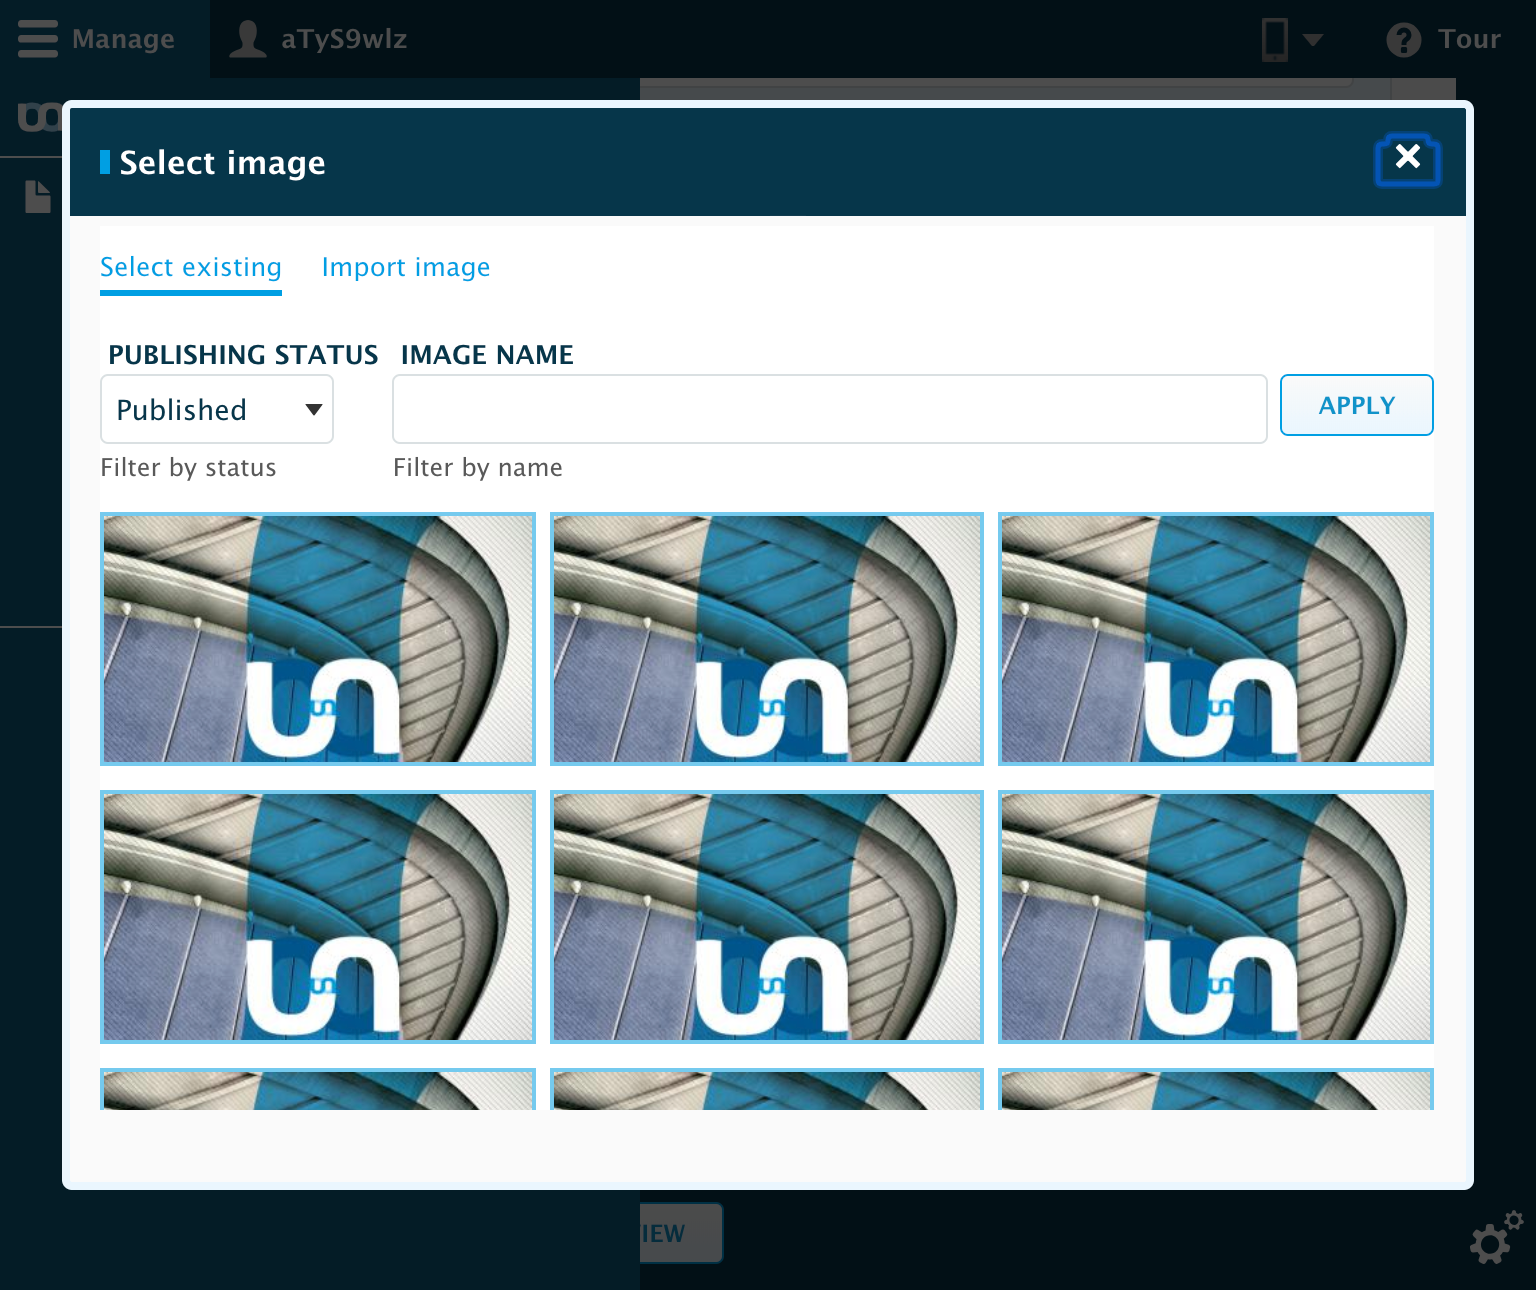 Manage
aTyS9wlz
Tour
Select image
Select existing
Import image
PUBLISHING STATUS
IMAGE NAME
Published
APPLY
Filter by status
Filter by name
IEW